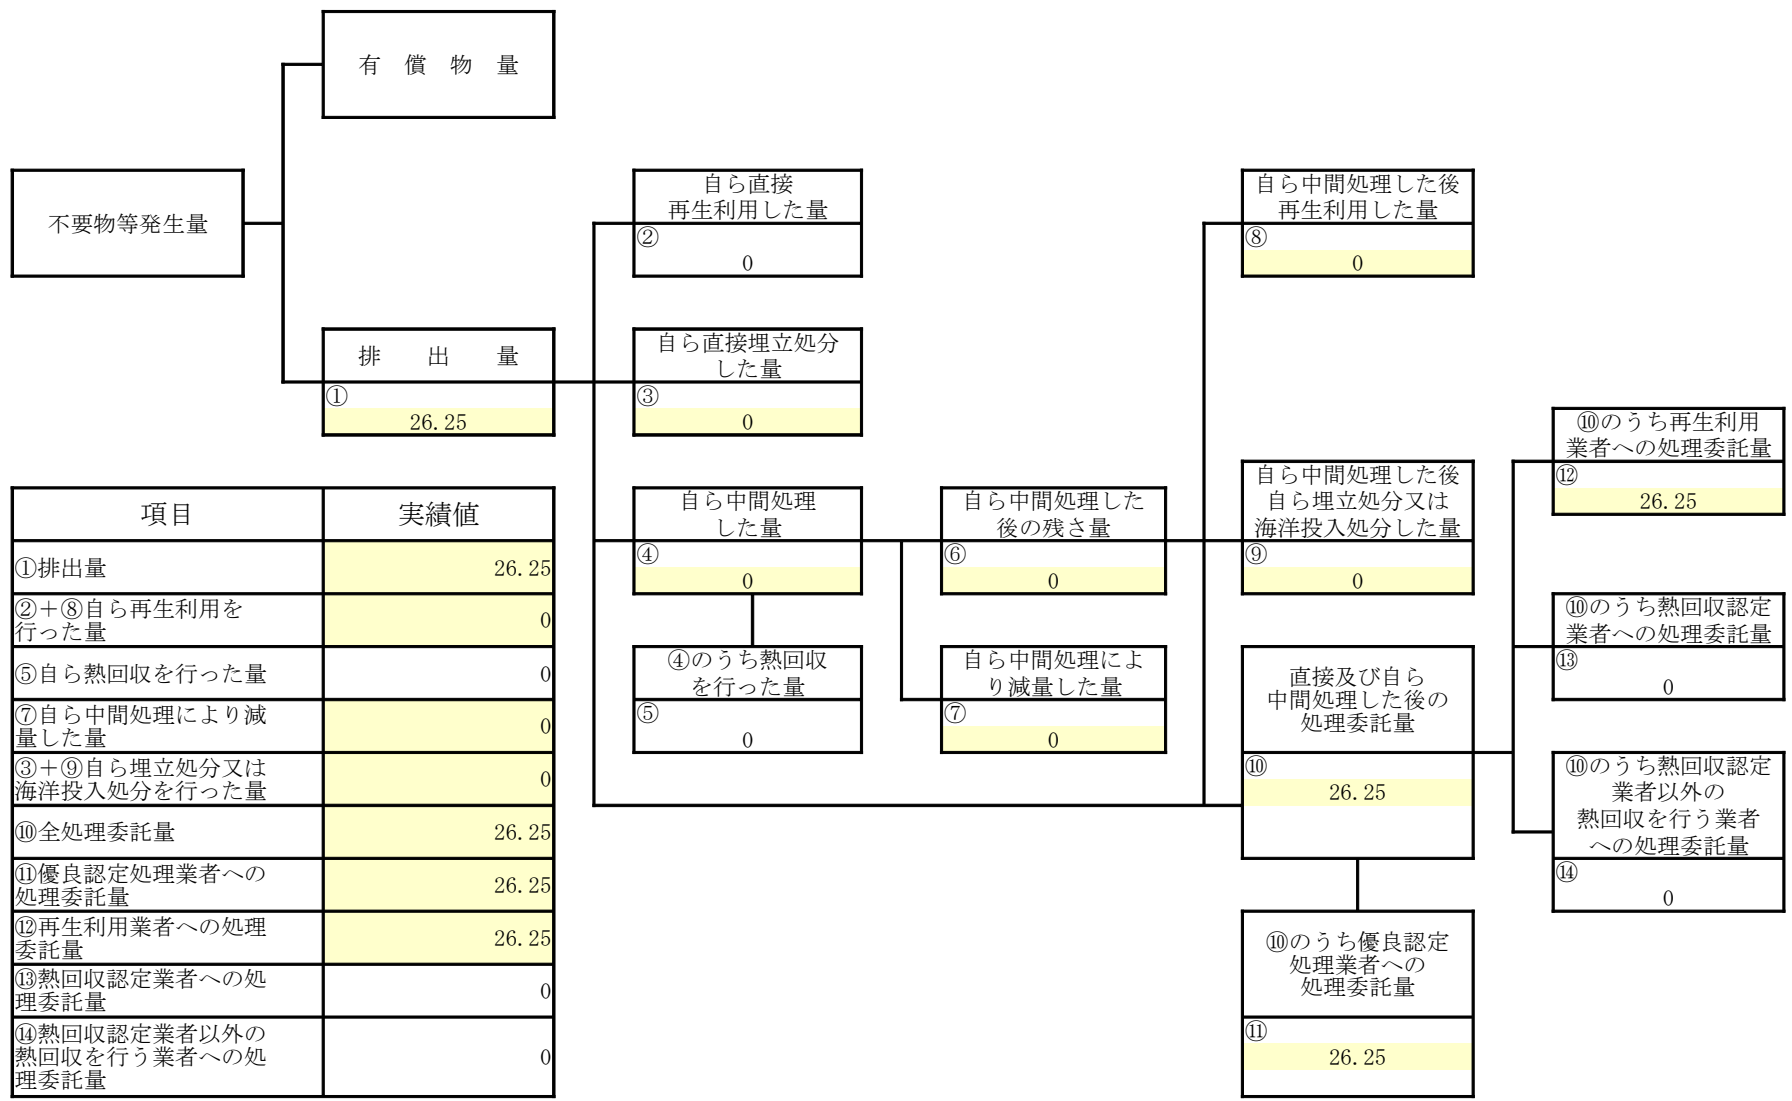 有　償　物　量
不要物等発生量
自ら直接
再生利用した量
②
0
自ら中間処理した後
再生利用した量
⑧
0
排　出　量
①
26.25
自ら直接埋立処分
した量
③
0
⑩のうち再生利用
業者への処理委託量
⑫
26.25
自ら中間処理
した量
④
0
自ら中間処理した
後の残さ量
⑥
0
自ら中間処理した後
自ら埋立処分又は
海洋投入処分した量
⑨
0
⑩のうち熱回収認定
業者への処理委託量
⑬
0
④のうち熱回収
を行った量
⑤
0
自ら中間処理によ
り減量した量
⑦
0
直接及び自ら
中間処理した後の
処理委託量
⑩
26.25
⑩のうち熱回収認定
業者以外の
熱回収を行う業者
への処理委託量
⑭
0
⑩のうち優良認定
処理業者への
処理委託量
⑪
26.25
項目 実績値
①排出量 26.25
②＋⑧自ら再生利用を
行った量 0
⑤自ら熱回収を行った量 0
⑦自ら中間処理により減
量した量 0
③＋⑨自ら埋立処分又は
海洋投入処分を行った量 0
⑩全処理委託量 26.25
⑪優良認定処理業者への
処理委託量 26.25
⑫再生利用業者への処理
委託量 26.25
⑬熱回収認定業者への処
理委託量 0
⑭熱回収認定業者以外の
熱回収を行う業者への処
理委託量 0